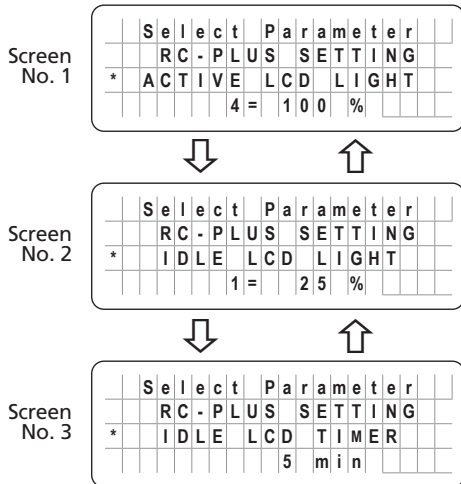 Screen
No. 1
Select Parameter
RC-PLUS SETTING
* ACTIVE LCD LIGHT
4= 100 %
Screen
No. 2
Select Parameter
RC-PLUS SETTING
* IDLE LCD LIGHT
1= 25 %
Screen
No. 3
Select Parameter
RC-PLUS SETTING
* IDLE LCD TIMER
5 min